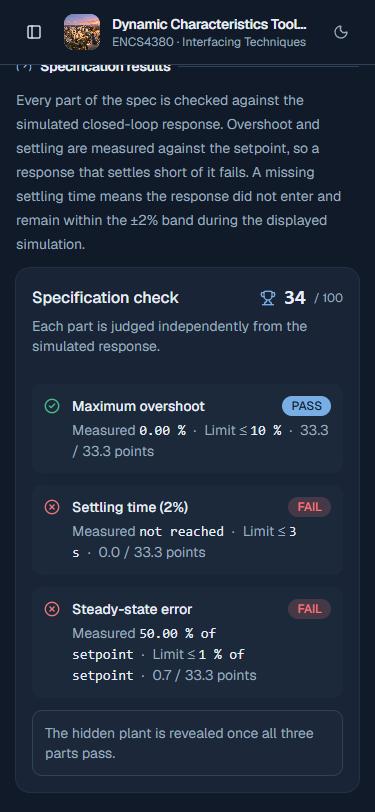 Dynamic Characteristics Tool...
ENCS4380 · Interfacing Techniques
Specification results
Every part of the spec is checked against the
simulated closed-loop response. Overshoot and
settling are measured against the setpoint, so a
response that settles short of it fails. A missing
settling time means the response did not enter and
remain within the ±2% band during the displayed
simulation.
Specification check
34 / 100
Each part is judged independently from the
simulated response.
Maximum overshoot
PASS
Measured 0.00 % · Limit ≤ 10 % · 33.3
/ 33.3 points
Settling time (2%)
FAIL
Measured not reached · Limit ≤ 3
s · 0.0 / 33.3 points
Steady-state error
FAIL
Measured 50.00 % of
setpoint · Limit ≤ 1 % of
setpoint · 0.7 / 33.3 points
The hidden plant is revealed once all three
parts pass.